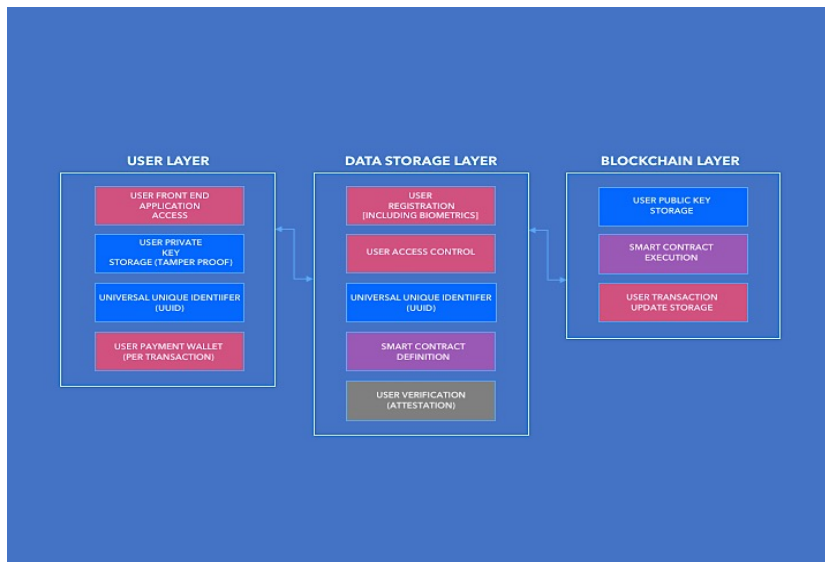 USER LAYER
USER FRONT END
APPLICATION
ACCESS
USER PRIVATE
KEY
STORAGE (TAMPER PROOF)
UNIVERSAL UNIQUE IDENTIIFER
(UUID)
USER PAYMENT WALLET
(PER TRANSACTION)
DATA STORAGE LAYER
USER
REGISTRATION
[INCLUDING BIOMETRICS]
USER ACCESS CONTROL
UNIVERSAL UNIQUE IDENTIIFER
(UUID)
SMART CONTRACT
DEFINITION
USER VERIFICATION
(ATTESTATION)
BLOCKCHAIN LAYER
USER PUBLIC KEY
STORAGE
SMART CONTRACT
EXECUTION
USER TRANSACTION
UPDATE STORAGE